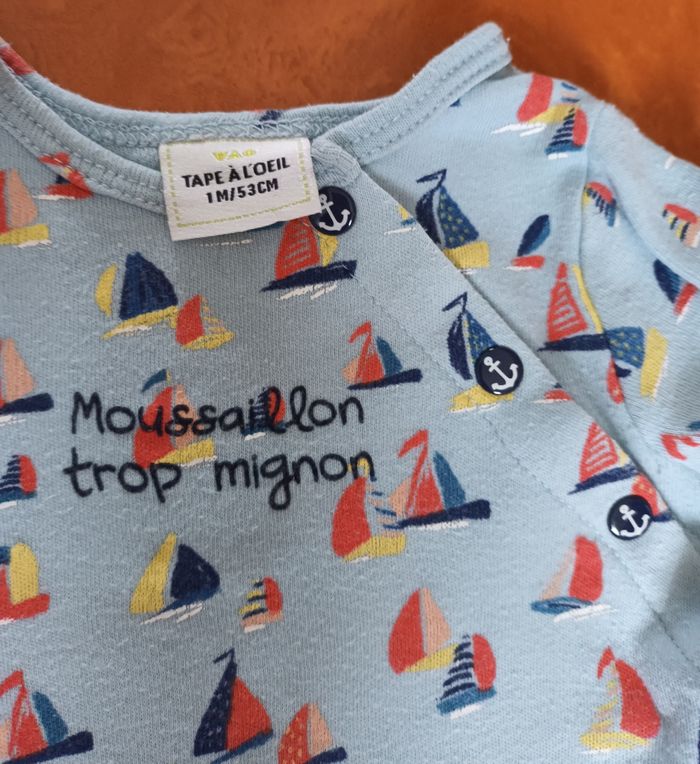 TAPE À L'OEIL
1M/53CM
Moussaillon
trop mignon